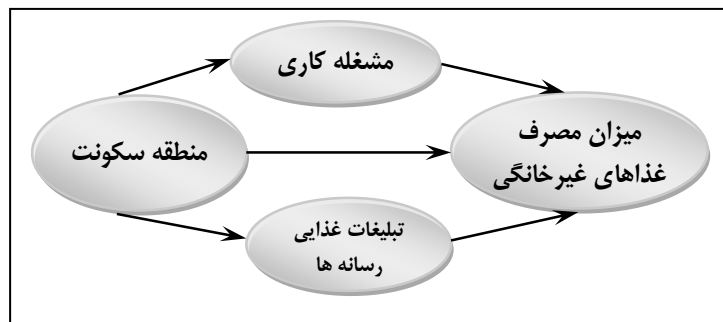 مشغله کاری
منطقه سکونت
میزان مصرف
غذاهای غیرخانگی
تبلیغات غذایی
رسانه ها